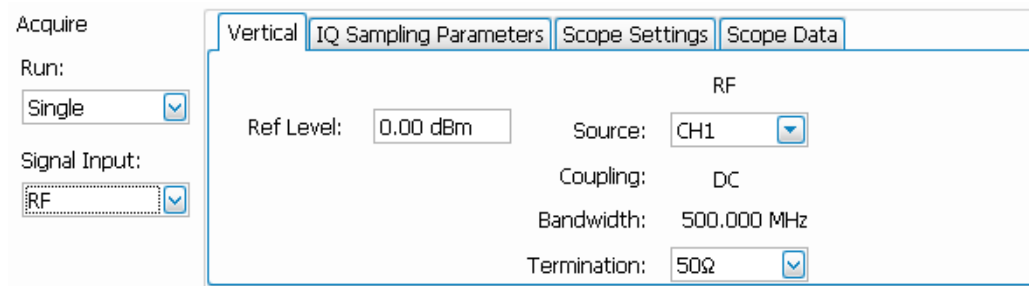 Acquire
Vertical IQ Sampling Parameters Scope Settings Scope Data
Run:
Single
RF
Ref Level: 0.00 dBm Source: CH1
Signal Input:
RF
Coupling: DC
Bandwidth: 500.000 MHz
Termination: 50Ω